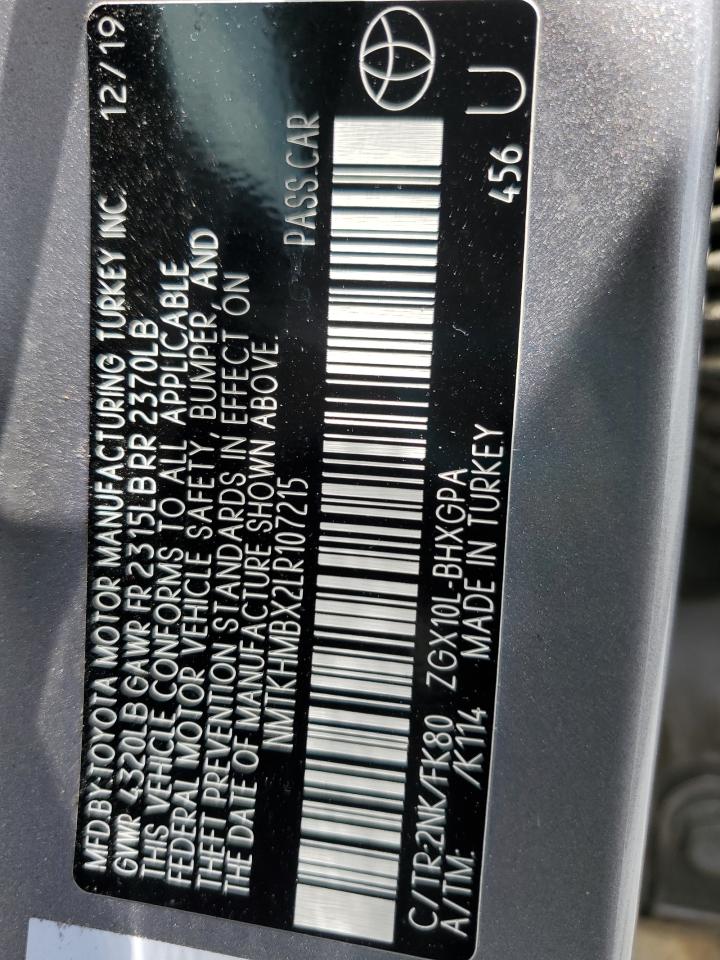 MFD.BY:TOYOTA MOTOR MANUFACTURING TURKEY INC. 12/19
GVWR 4320LB GAWR FR 2315LB RR 2370LB
THIS VEHICLE CONFORMS TO ALL APPLICABLE
FEDERAL MOTOR VEHICLE SAFETY, BUMPER, AND
THEFT PREVENTION STANDARDS IN EFFECT ON
THE DATE OF MANUFACTURE SHOWN ABOVE.
NMTKHMBX2LR107215 PASS.CAR
C/TR:2NK/FK80 ZGX10L-BHXGPA
A/TM: /K114 MADE IN TURKEY 456 U